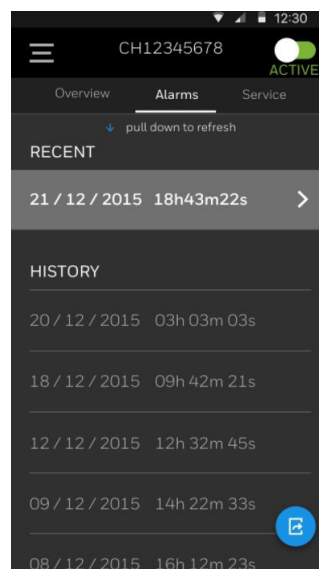 12:30
CH12345678
ACTIVE
Overview Alarms Service
pull down to refresh
RECENT
21 / 12 / 2015 18h43m22s
HISTORY
20 / 12 / 2015 03h 03m 03s
18 / 12 / 2015 09h 42m 21s
12 / 12 / 2015 12h 32m 45s
09 / 12 / 2015 14h 22m 33s
08 / 12 / 2015 16h 12m 23s